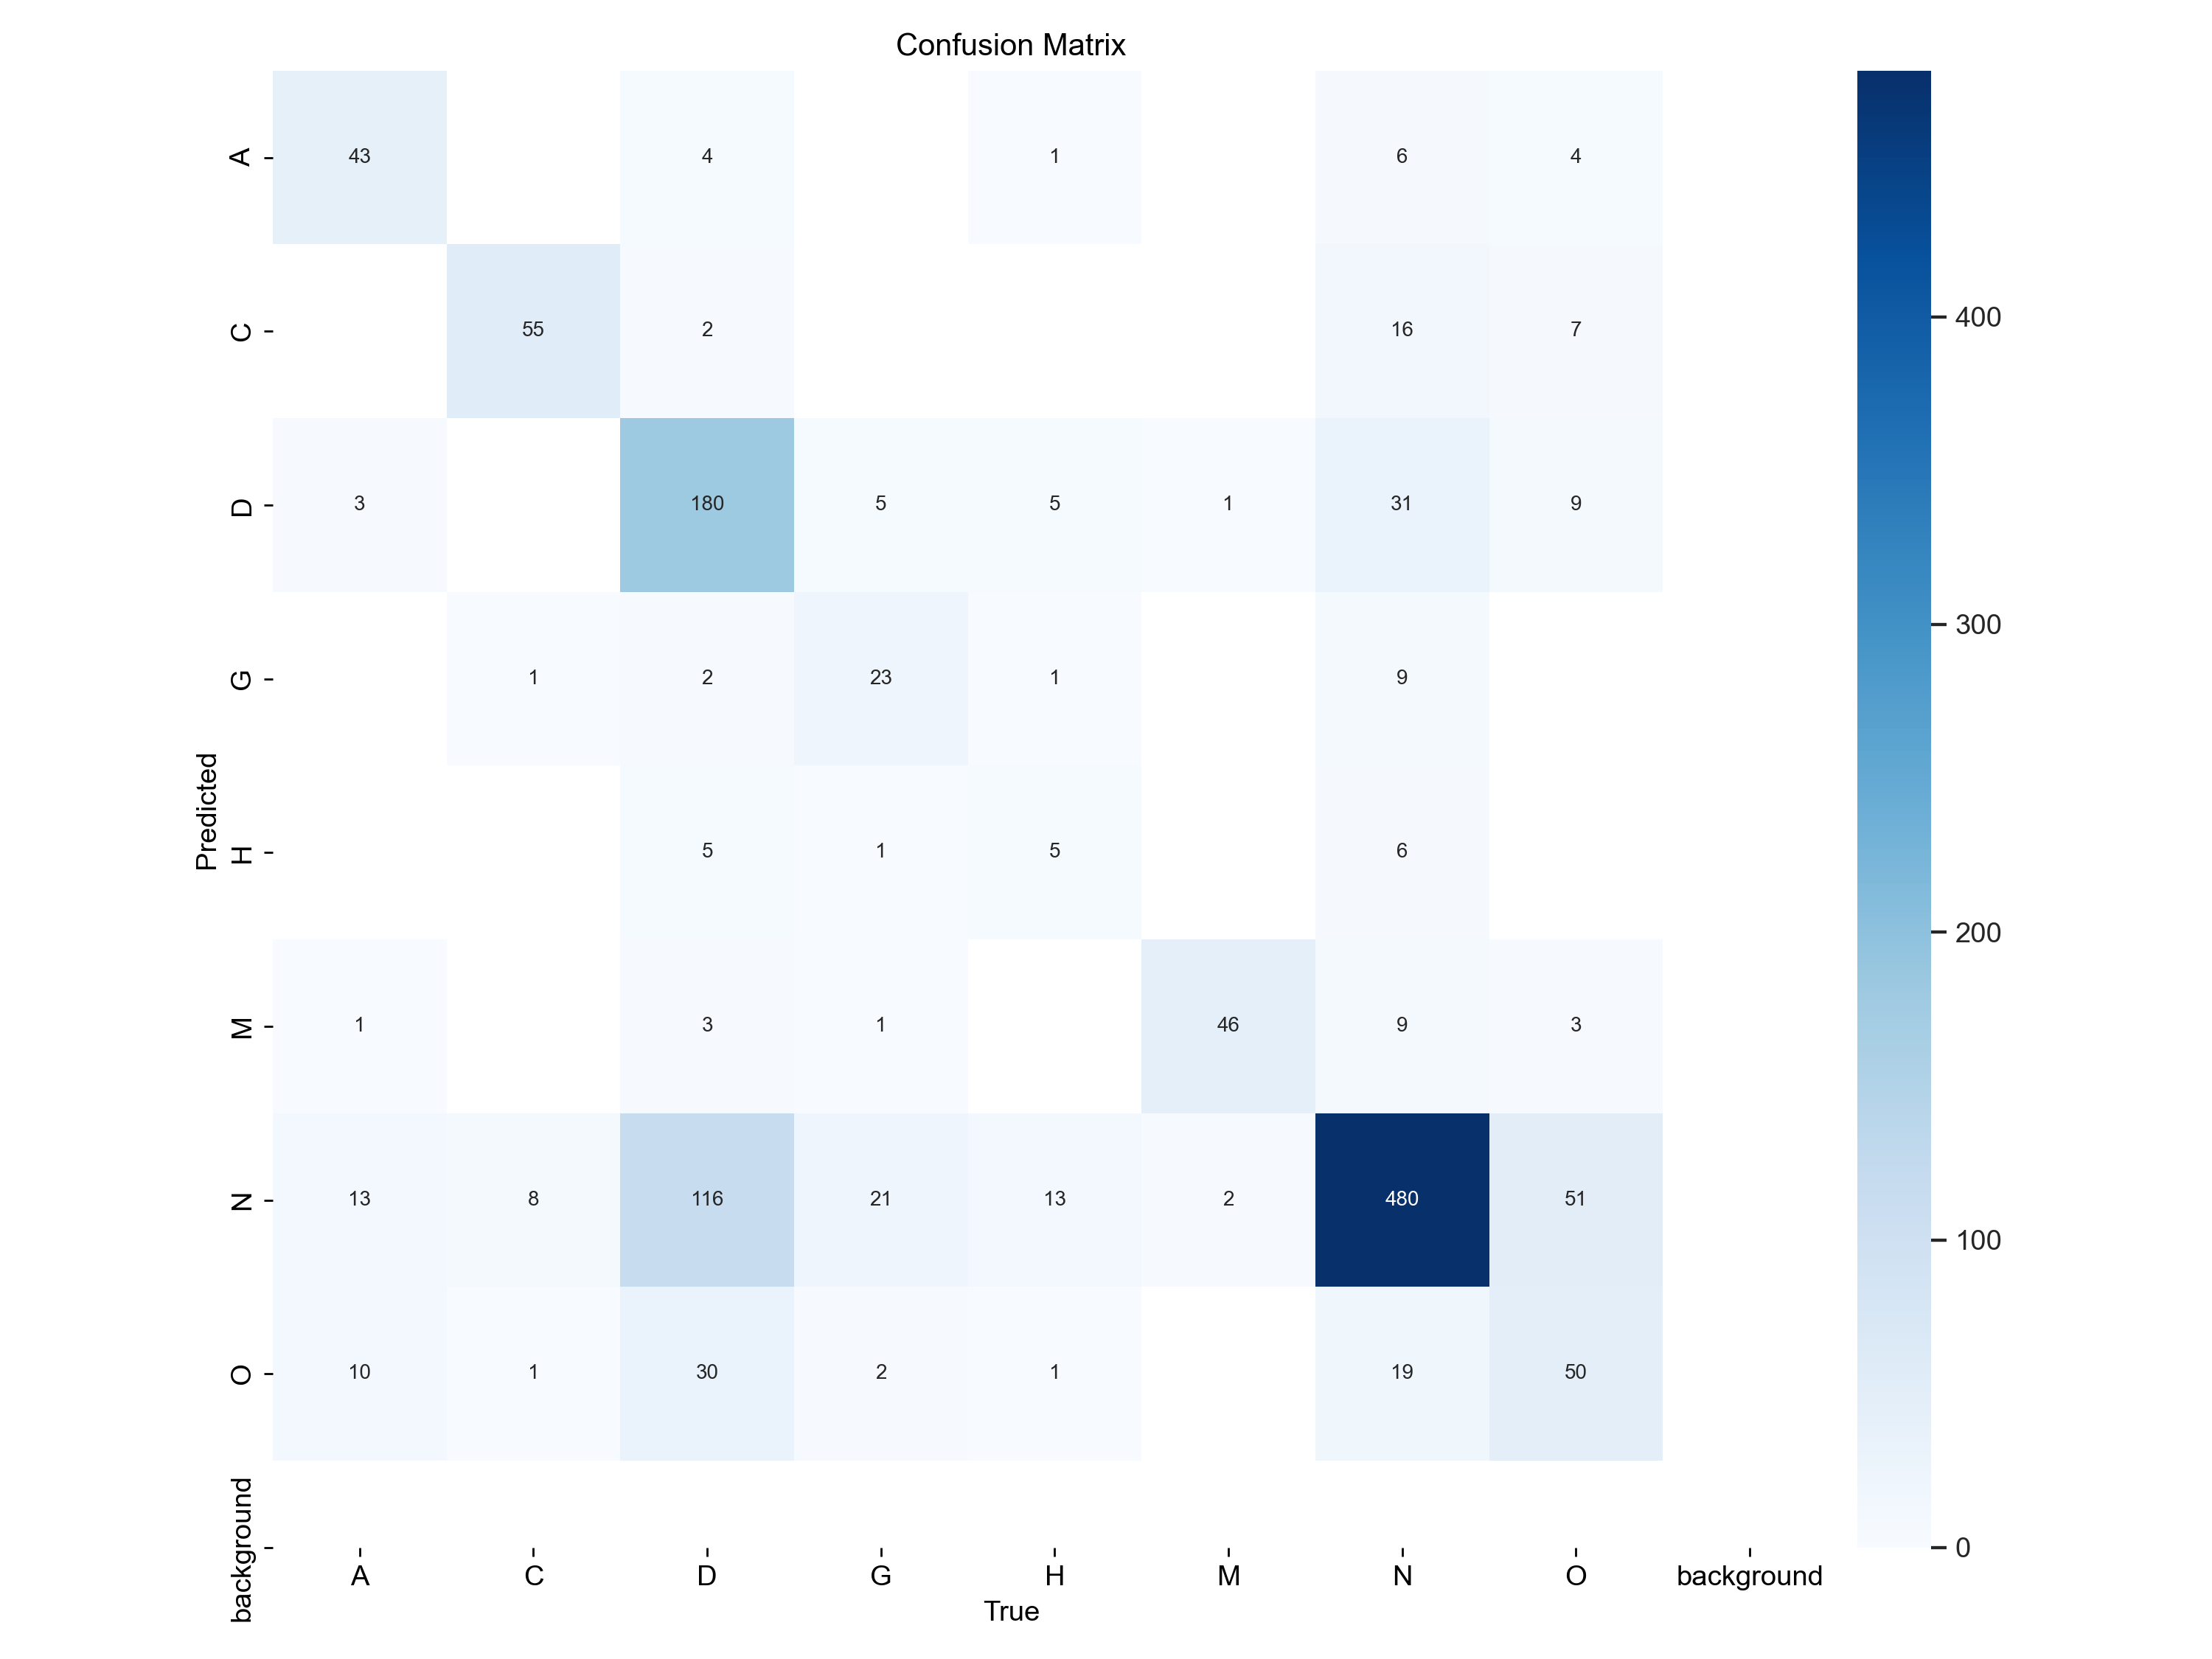 Confusion Matrix
A 43 4 1 6 4
C 55 2 16 7
D 3 180 5 5 1 31 9
G 1 2 23 1 9
H 5 1 5 6
M 1 3 1 46 9 3
N 13 8 116 21 13 2 480 51
O 10 1 30 2 1 19 50
background
A C D G H M N O background
True
Predicted
400
300
200
100
0